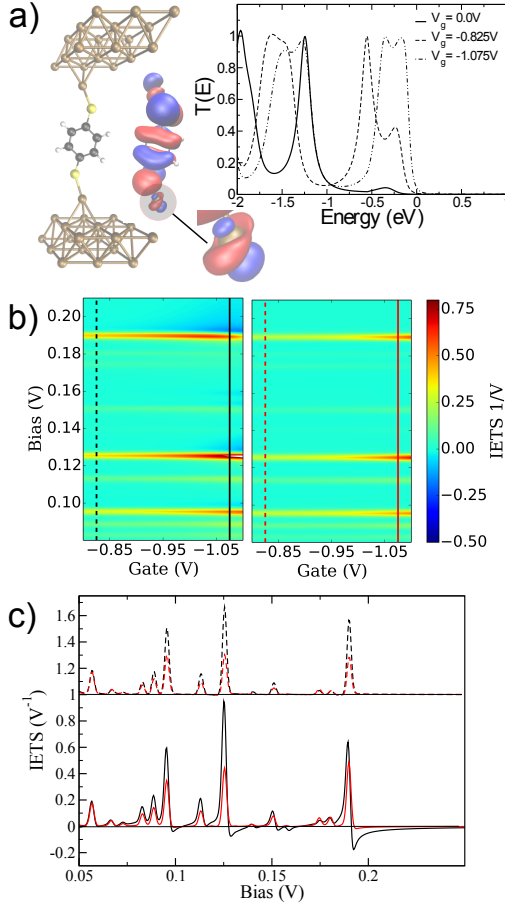 a)
V_g = 0.0V
V_g = -0.825V
V_g = -1.075V
T(E)
1
0.8
0.6
0.4
0.2
0
-2 -1.5 -1 -0.5 0 0.5
Energy (eV)
b)
Bias (V)
0.20
0.18
0.16
0.14
0.12
0.10
−0.85 −0.95 −1.05
Gate (V)
−0.85 −0.95 −1.05
Gate (V)
0.75
0.50
0.25
0.00
−0.25
−0.50
IETS 1/V
c)
IETS (V⁻¹)
1.6
1.4
1.2
1
0.8
0.6
0.4
0.2
0
-0.2
0.05 0.1 0.15 0.2
Bias (V)